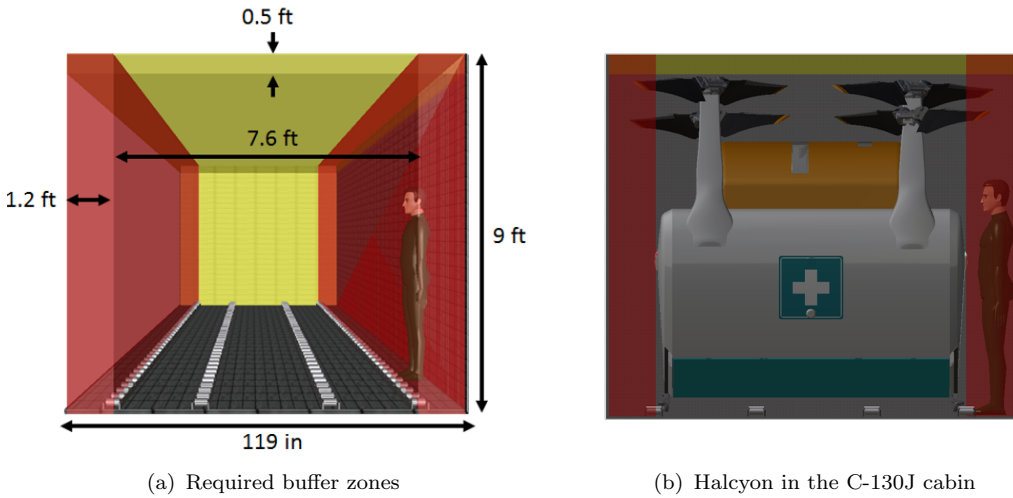 0.5 ft
7.6 ft
1.2 ft
9 ft
119 in
(a) Required buffer zones
(b) Halcyon in the C-130J cabin